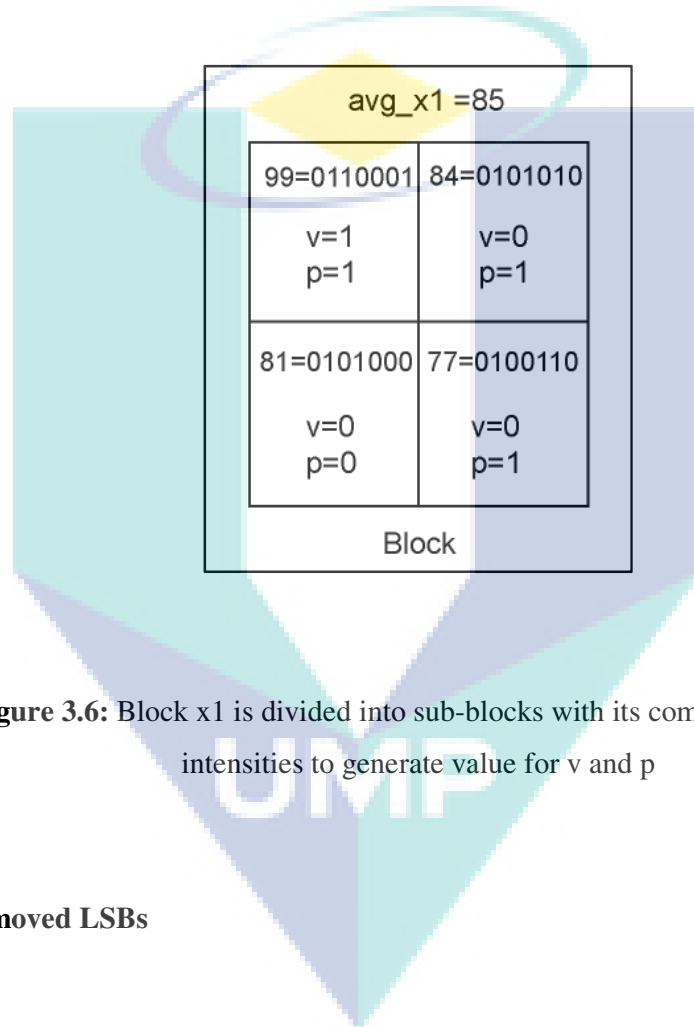 avg_x1 =85
99=0110001 84=0101010
v=1 v=0
p=1 p=1
81=0101000 77=0100110
v=0 v=0
p=0 p=1
Block
gure 3.6: Block x1 is divided into sub-blocks with its com
intensities to generate value for v and p
UMP
moved LSBs